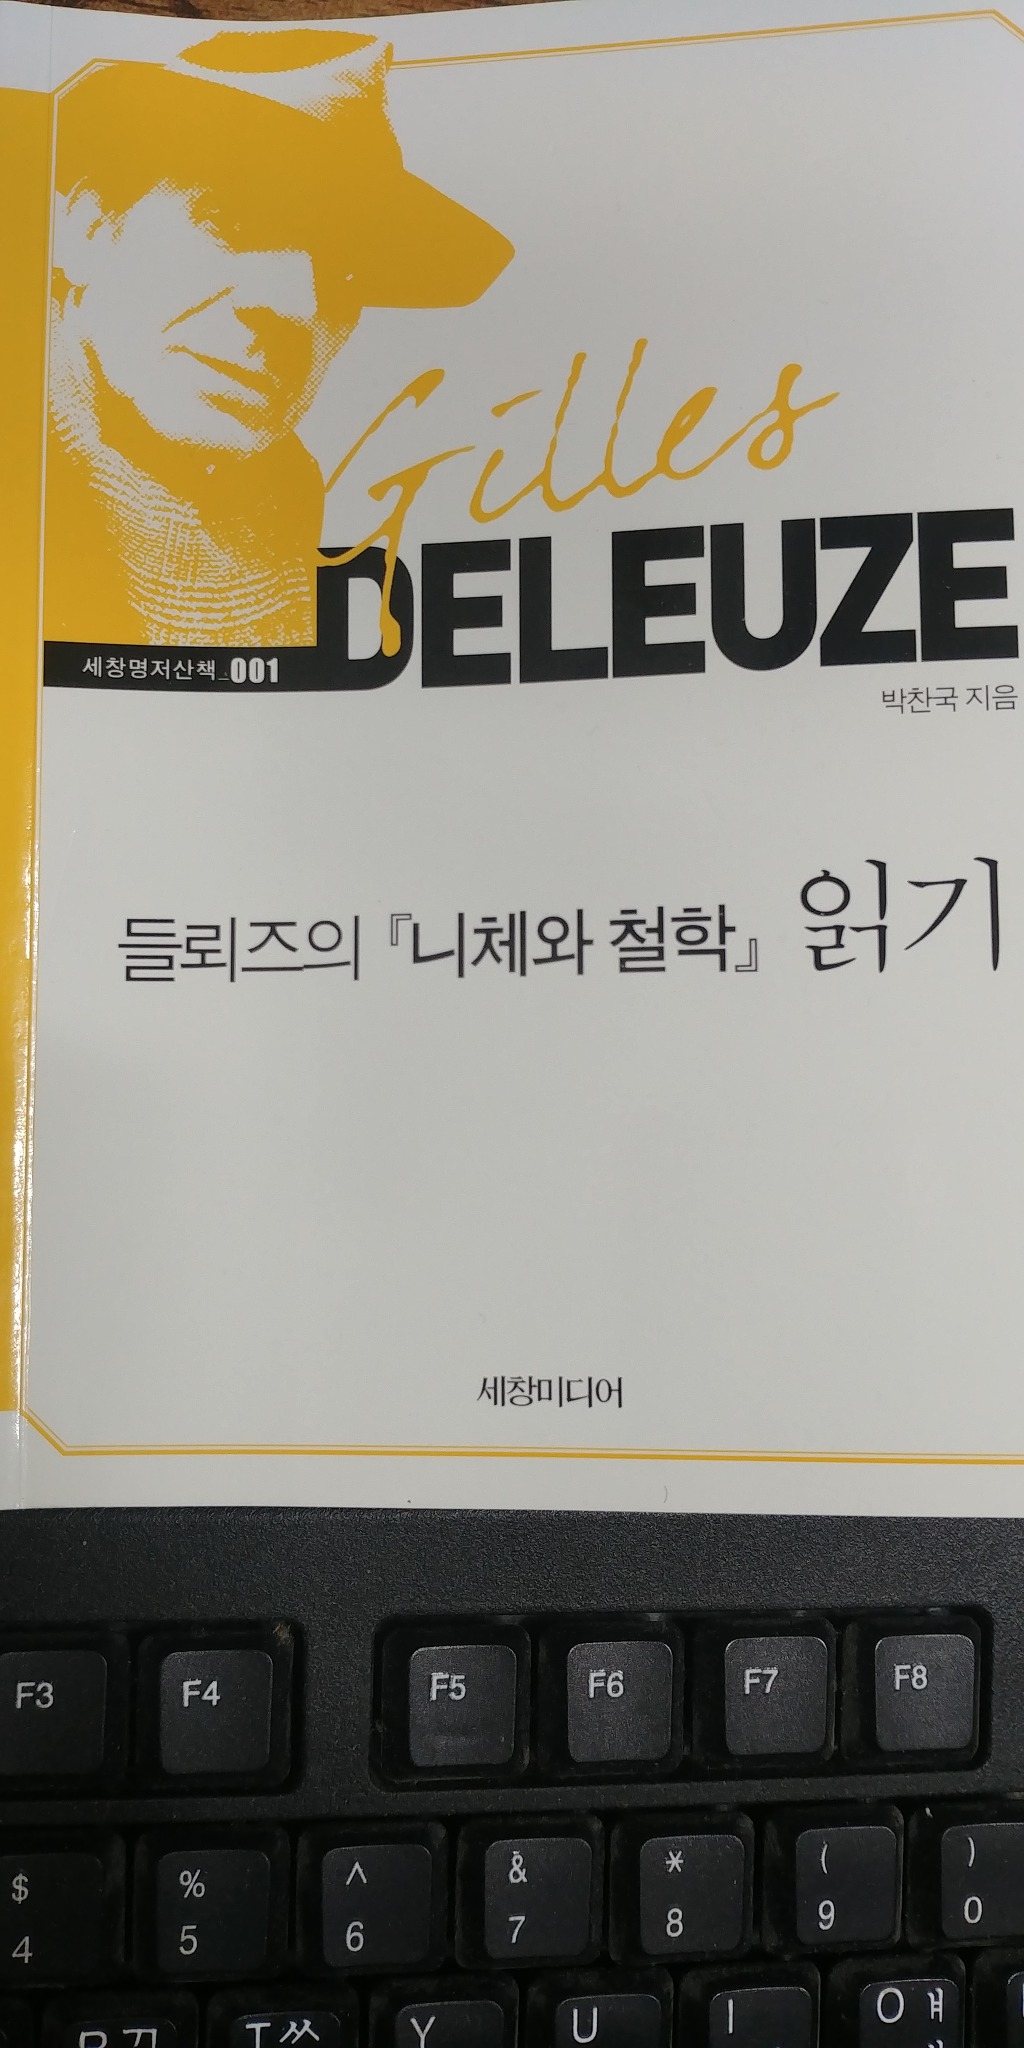 Gilles
DELEUZE
세창명저산책_001
박찬국 지음
들뢰즈의 『니체와 철학』 읽기
세창미디어
F3 F4 F5 F6 F7 F8
$ % ^ & * ( )
4 5 6 7 8 9 0
R ㄲ T ㅆ Y U I O ㅒ